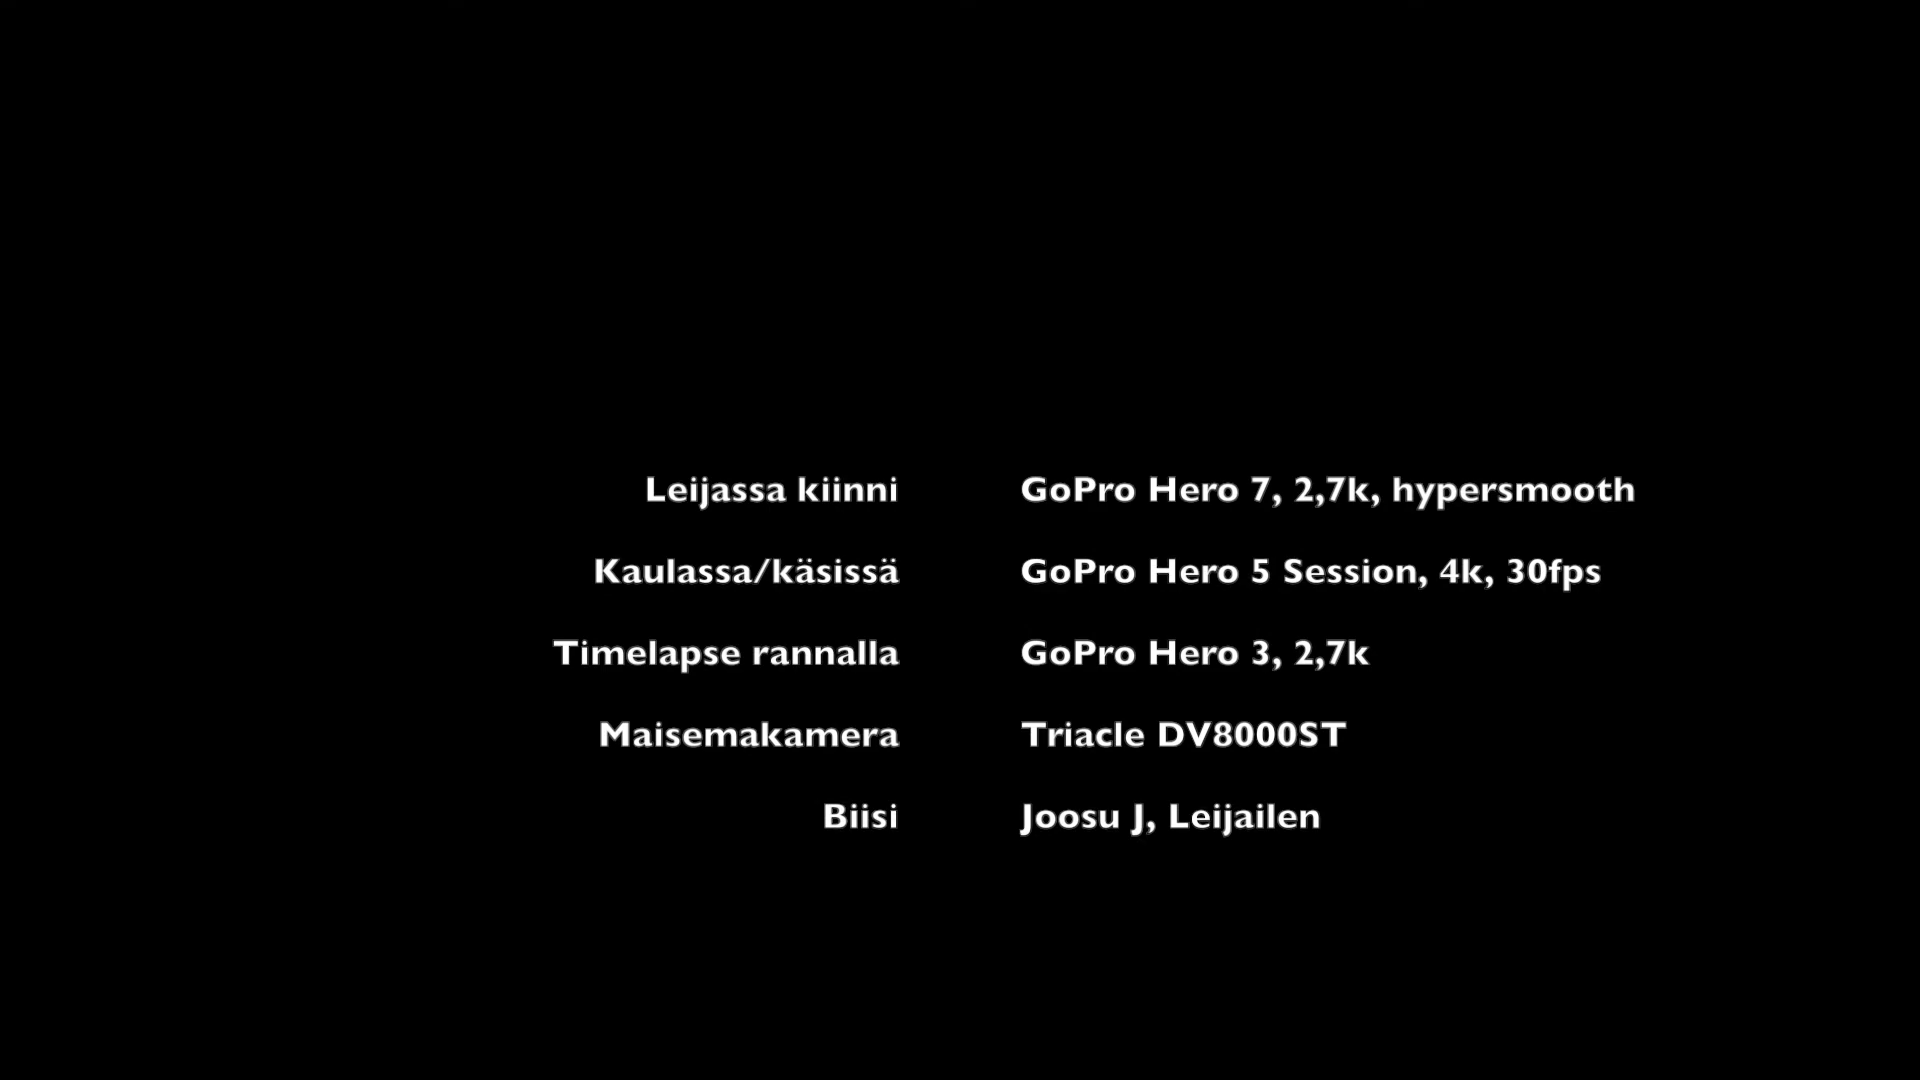 Leijassa kiinni GoPro Hero 7, 2,7k, hypersmooth
Kaulassa/käsissä GoPro Hero 5 Session, 4k, 30fps
Timelapse rannalla GoPro Hero 3, 2,7k
Maisemakamera Triacle DV8000ST
Biisi Joosu J, Leijailen